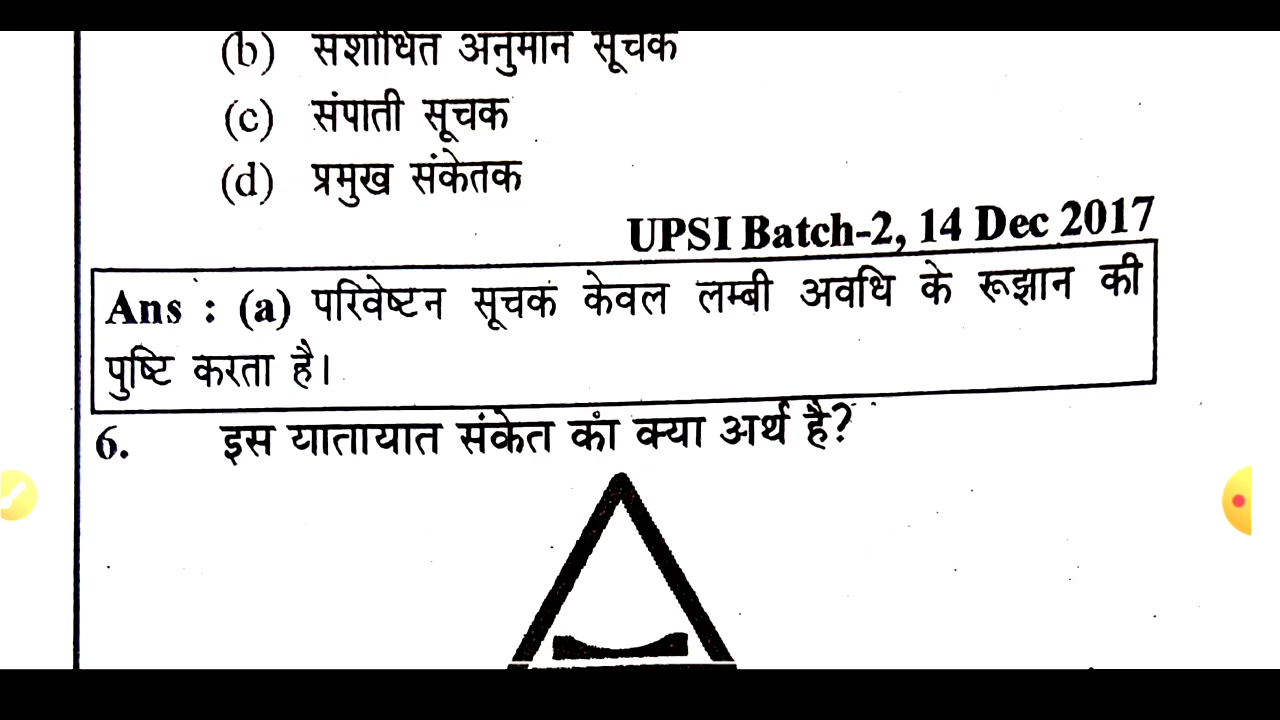 (b) सशोधित अनुमान सूचक
(c) संपाती सूचक
(d) प्रमुख संकेतक
UPSI Batch-2, 14 Dec 2017
Ans : (a) परिवेष्टन सूचक केवल लम्बी अवधि के रूझान की
पुष्टि करता है।
6. इस यातायात संकेत का क्या अर्थ है?